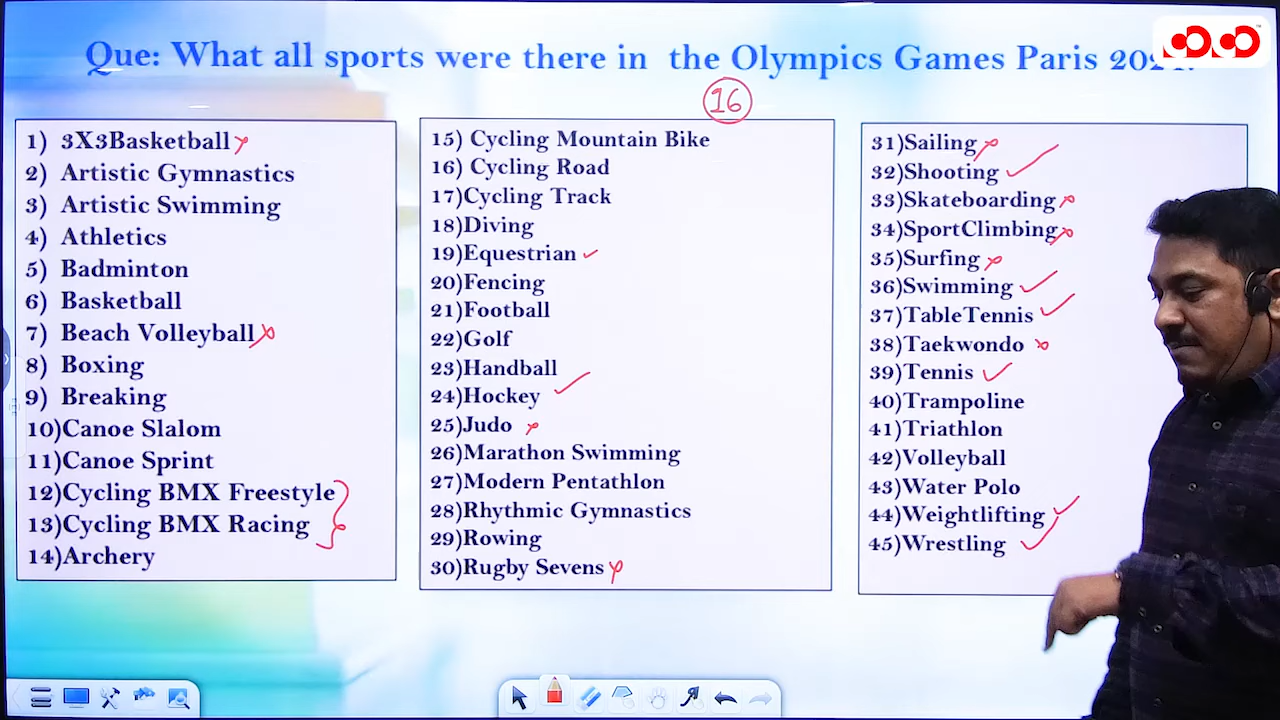 Que: What all sports were there in the Olympics Games Paris
16
1) 3X3Basketball
2) Artistic Gymnastics
3) Artistic Swimming
4) Athletics
5) Badminton
6) Basketball
7) Beach Volleyball
8) Boxing
9) Breaking
10)Canoe Slalom
11)Canoe Sprint
12)Cycling BMX Freestyle
13)Cycling BMX Racing
14)Archery
15) Cycling Mountain Bike
16) Cycling Road
17)Cycling Track
18)Diving
19)Equestrian
20)Fencing
21)Football
22)Golf
23)Handball
24)Hockey
25)Judo
26)Marathon Swimming
27)Modern Pentathlon
28)Rhythmic Gymnastics
29)Rowing
30)Rugby Sevens
31)Sailing
32)Shooting
33)Skateboarding
34)SportClimbing
35)Surfing
36)Swimming
37)TableTennis
38)Taekwondo
39)Tennis
40)Trampoline
41)Triathlon
42)Volleyball
43)Water Polo
44)Weightlifting
45)Wrestling